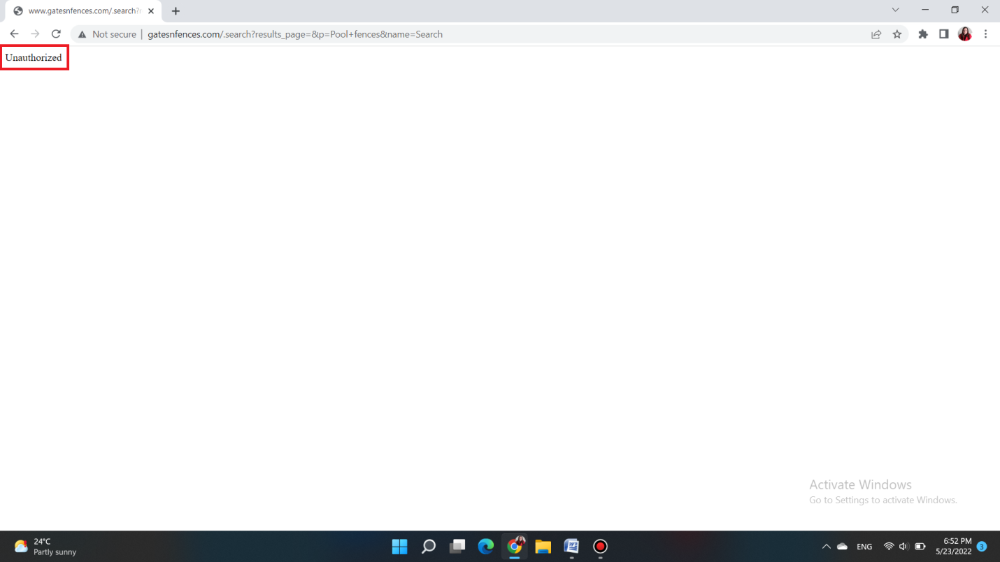 www.gatesnfences.com/.search?r
Not secure
gatesnfences.com/.search?results_page=&p=Pool+fences&name=Search
Unauthorized
Activate Windows
Go to Settings to activate Windows.
24°C
Partly sunny
ENG
6:52 PM
5/23/2022
3